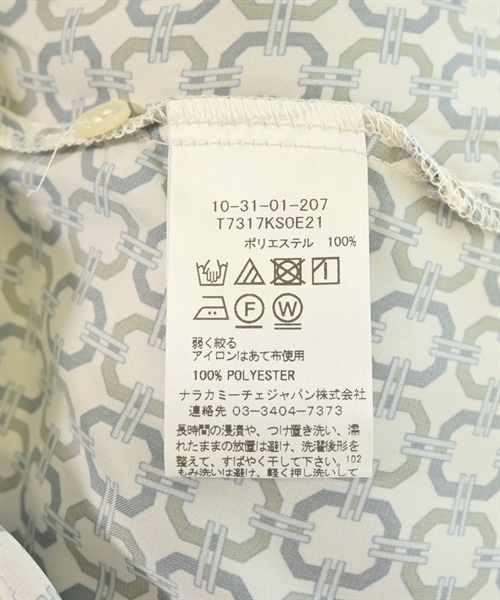 10-31-01-207
T7317KS0E21
ポリエステル 100%
F W
弱く絞る
アイロンはあて布使用
100% POLYESTER
ナラカミーチェジャパン株式会社
連絡先 03-3404-7373
長時間の浸漬や、つけ置き洗い、濡
れたままの放置は避け、洗濯後形を
整えて、すばやく干して下さい。102
もみ洗いは避け、軽く押し洗いして